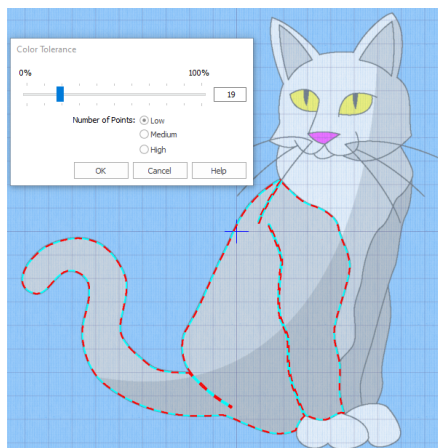 Color Tolerance
0% 100%
19
Number of Points: Low
Medium
High
OK Cancel Help